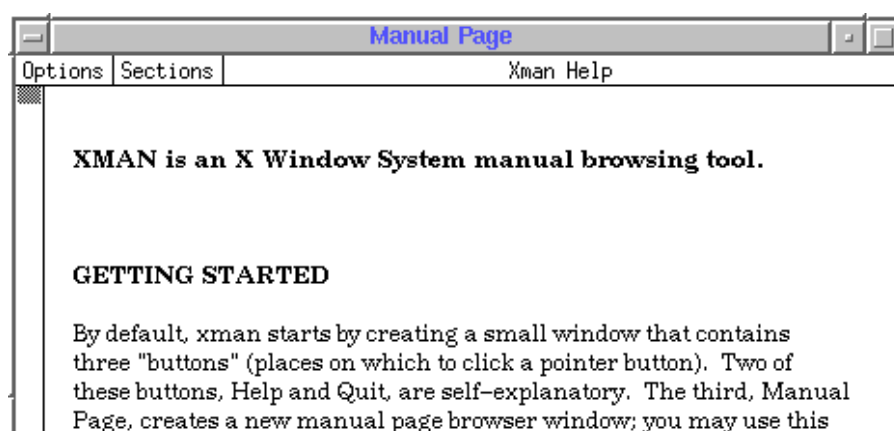 Manual Page
Options Sections Xman Help
XMAN is an X Window System manual browsing tool.
GETTING STARTED
By default, xman starts by creating a small window that contains
three "buttons" (places on which to click a pointer button).  Two of
these buttons, Help and Quit, are self-explanatory.  The third, Manual
Page, creates a new manual page browser window; you may use this